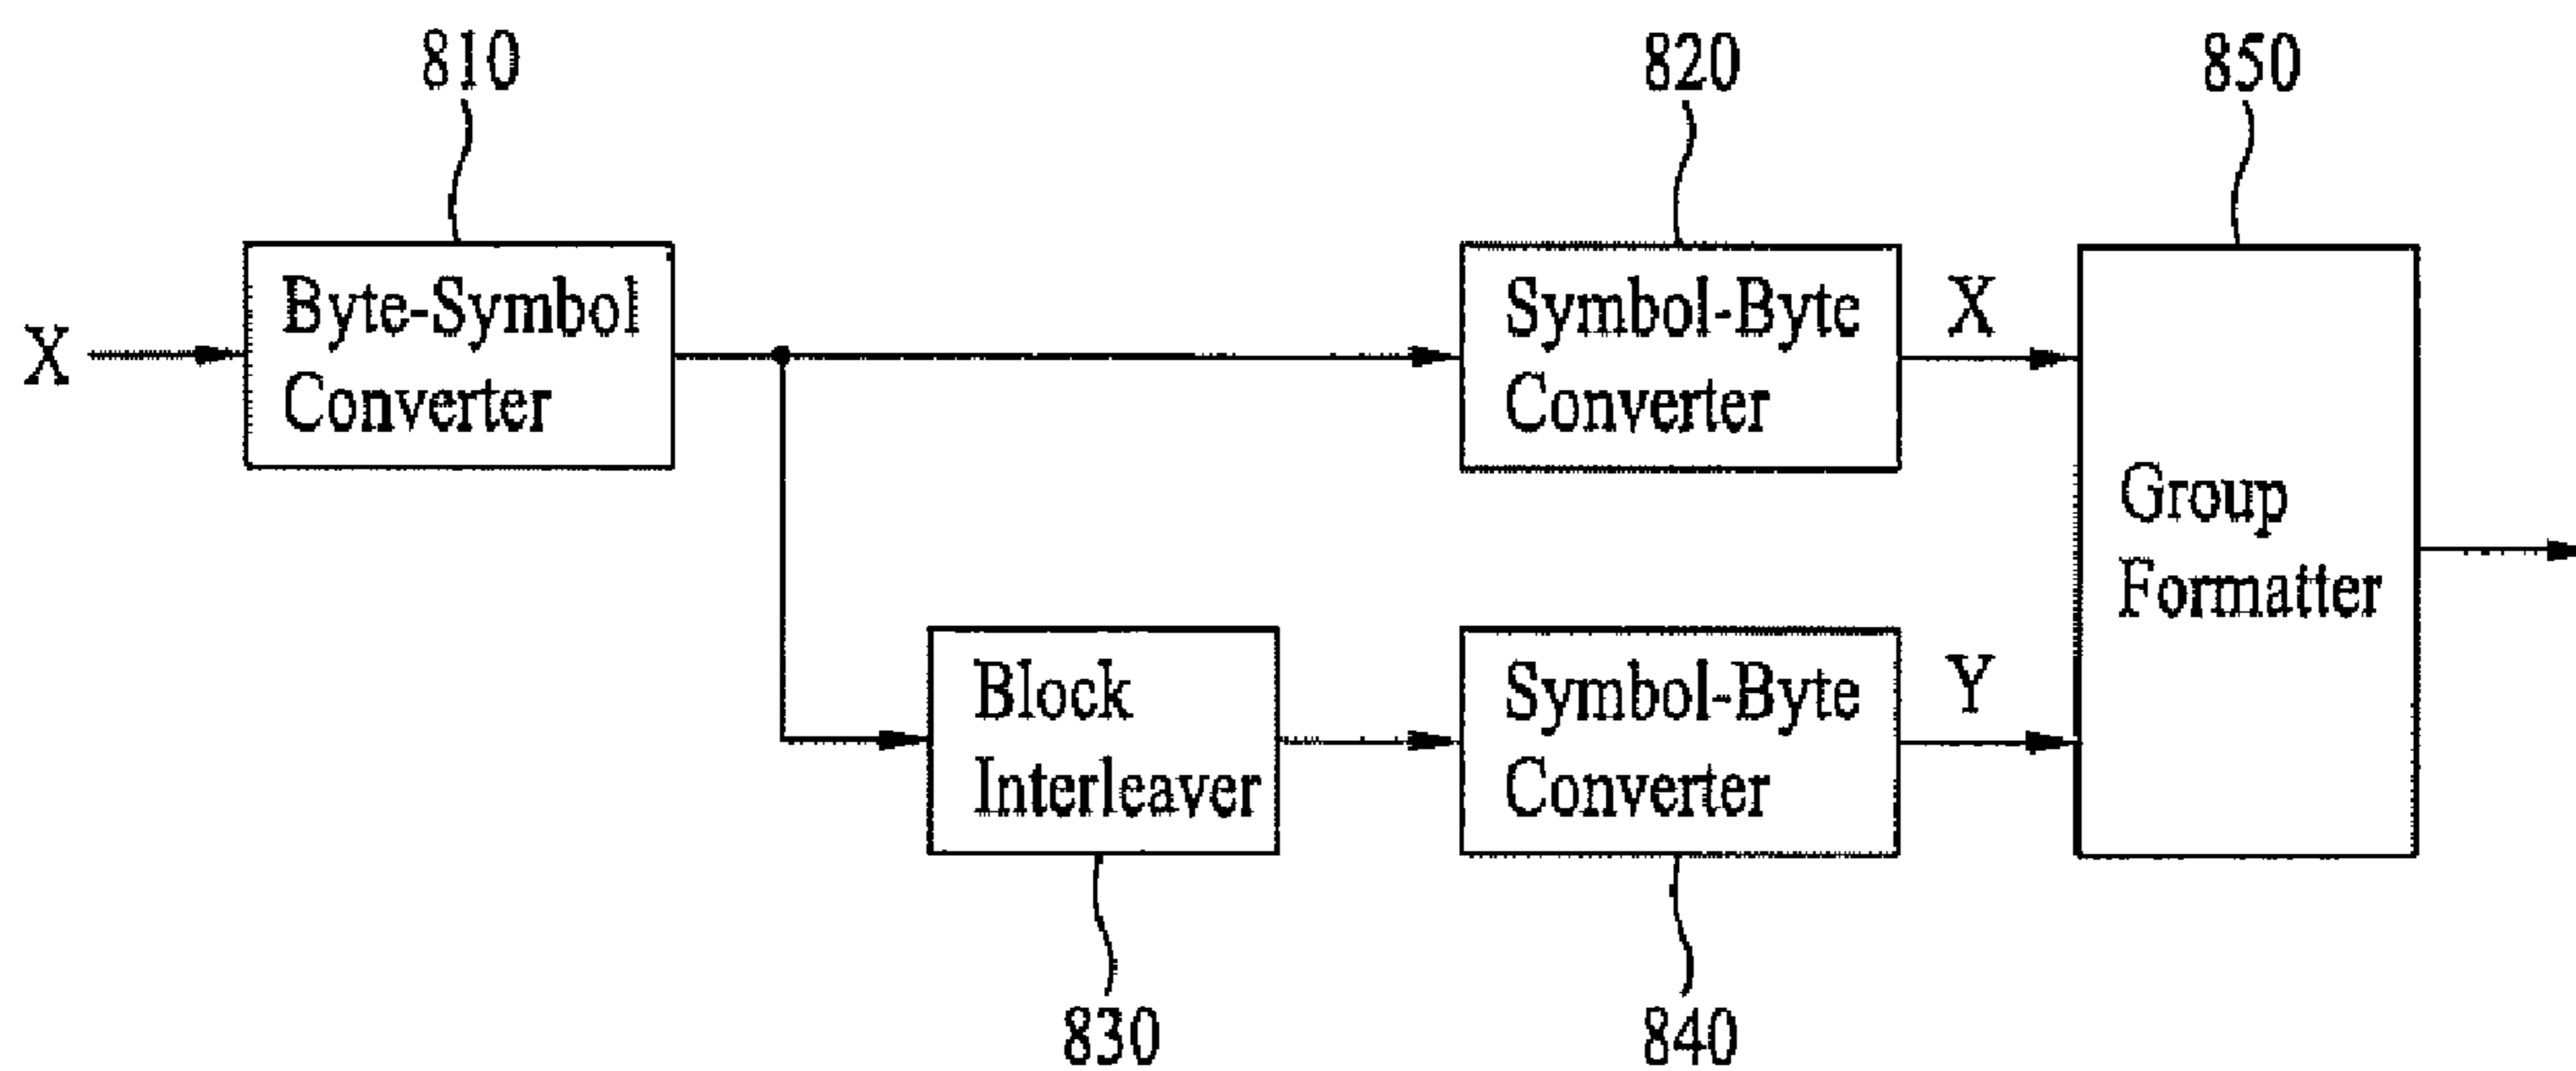 810
820
850
X
Byte-Symbol
Converter
Symbol-Byte
Converter
X
Group
Formatter
Block
Interleaver
Symbol-Byte
Converter
Y
830
840